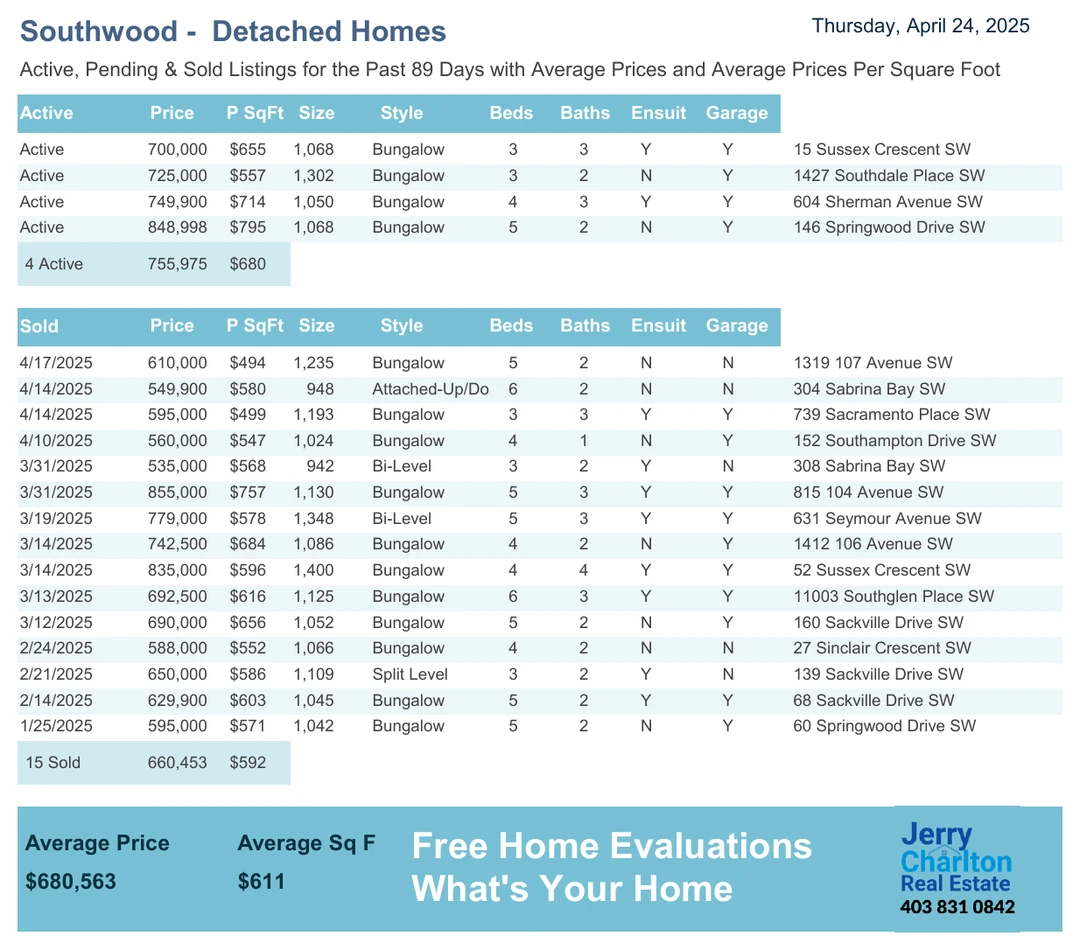 Southwood - Detached Homes
Thursday, April 24, 2025
Active, Pending & Sold Listings for the Past 89 Days with Average Prices and Average Prices Per Square Foot
Active Price P SqFt Size Style Beds Baths Ensuit Garage
Active 700,000 $655 1,068 Bungalow 3 3 Y Y 15 Sussex Crescent SW
Active 725,000 $557 1,302 Bungalow 3 2 N Y 1427 Southdale Place SW
Active 749,900 $714 1,050 Bungalow 4 3 Y Y 604 Sherman Avenue SW
Active 848,998 $795 1,068 Bungalow 5 2 N Y 146 Springwood Drive SW
4 Active 755,975 $680
Sold Price P SqFt Size Style Beds Baths Ensuit Garage
4/17/2025 610,000 $494 1,235 Bungalow 5 2 N N 1319 107 Avenue SW
4/14/2025 549,900 $580 948 Attached-Up/Do 6 2 N N 304 Sabrina Bay SW
4/14/2025 595,000 $499 1,193 Bungalow 3 3 Y Y 739 Sacramento Place SW
4/10/2025 560,000 $547 1,024 Bungalow 4 1 N Y 152 Southampton Drive SW
3/31/2025 535,000 $568 942 Bi-Level 3 2 Y N 308 Sabrina Bay SW
3/31/2025 855,000 $757 1,130 Bungalow 5 3 Y Y 815 104 Avenue SW
3/19/2025 779,000 $578 1,348 Bi-Level 5 3 Y Y 631 Seymour Avenue SW
3/14/2025 742,500 $684 1,086 Bungalow 4 2 N Y 1412 106 Avenue SW
3/14/2025 835,000 $596 1,400 Bungalow 4 4 Y Y 52 Sussex Crescent SW
3/13/2025 692,500 $616 1,125 Bungalow 6 3 Y Y 11003 Southglen Place SW
3/12/2025 690,000 $656 1,052 Bungalow 5 2 N Y 160 Sackville Drive SW
2/24/2025 588,000 $552 1,066 Bungalow 4 2 N N 27 Sinclair Crescent SW
2/21/2025 650,000 $586 1,109 Split Level 3 2 Y N 139 Sackville Drive SW
2/14/2025 629,900 $603 1,045 Bungalow 5 2 Y Y 68 Sackville Drive SW
1/25/2025 595,000 $571 1,042 Bungalow 5 2 N Y 60 Springwood Drive SW
15 Sold 660,453 $592
Average Price Average Sq F
$680,563 $611
Free Home Evaluations
What's Your Home
Jerry
Charlton
Real Estate
403 831 0842